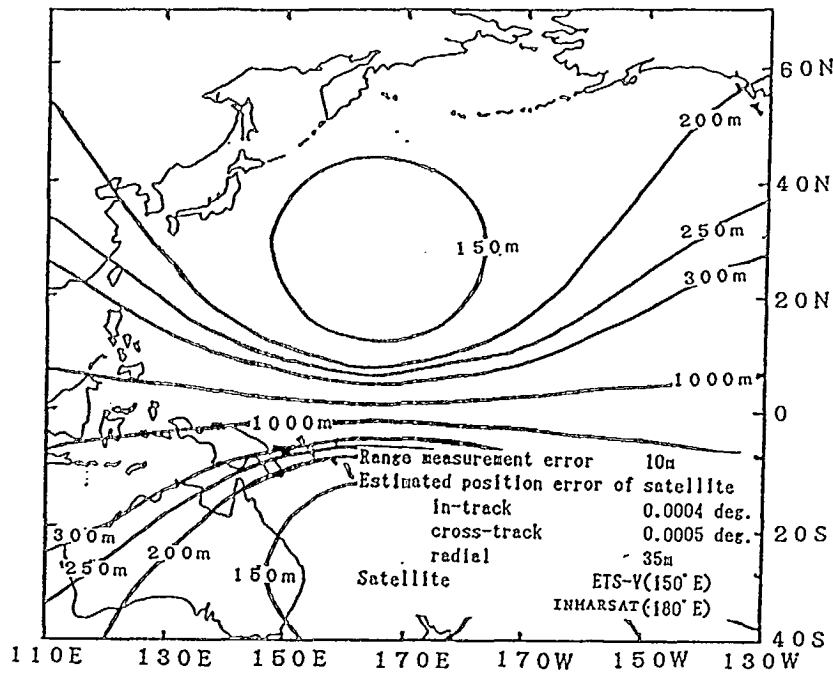 60N
200m
40N
250m
150m
300m
20N
1000m
0
1000m
Range measurement error 10m
Estimated position error of satellite
in-track 0.0004 deg.
300m
cross-track 0.0005 deg.
20S
200m
radial 35m
250m
150m
Satellite ETS-V(150°E)
INMARSAT(180°E)
40S
110E 130E 150E 170E 170W 150W 130W